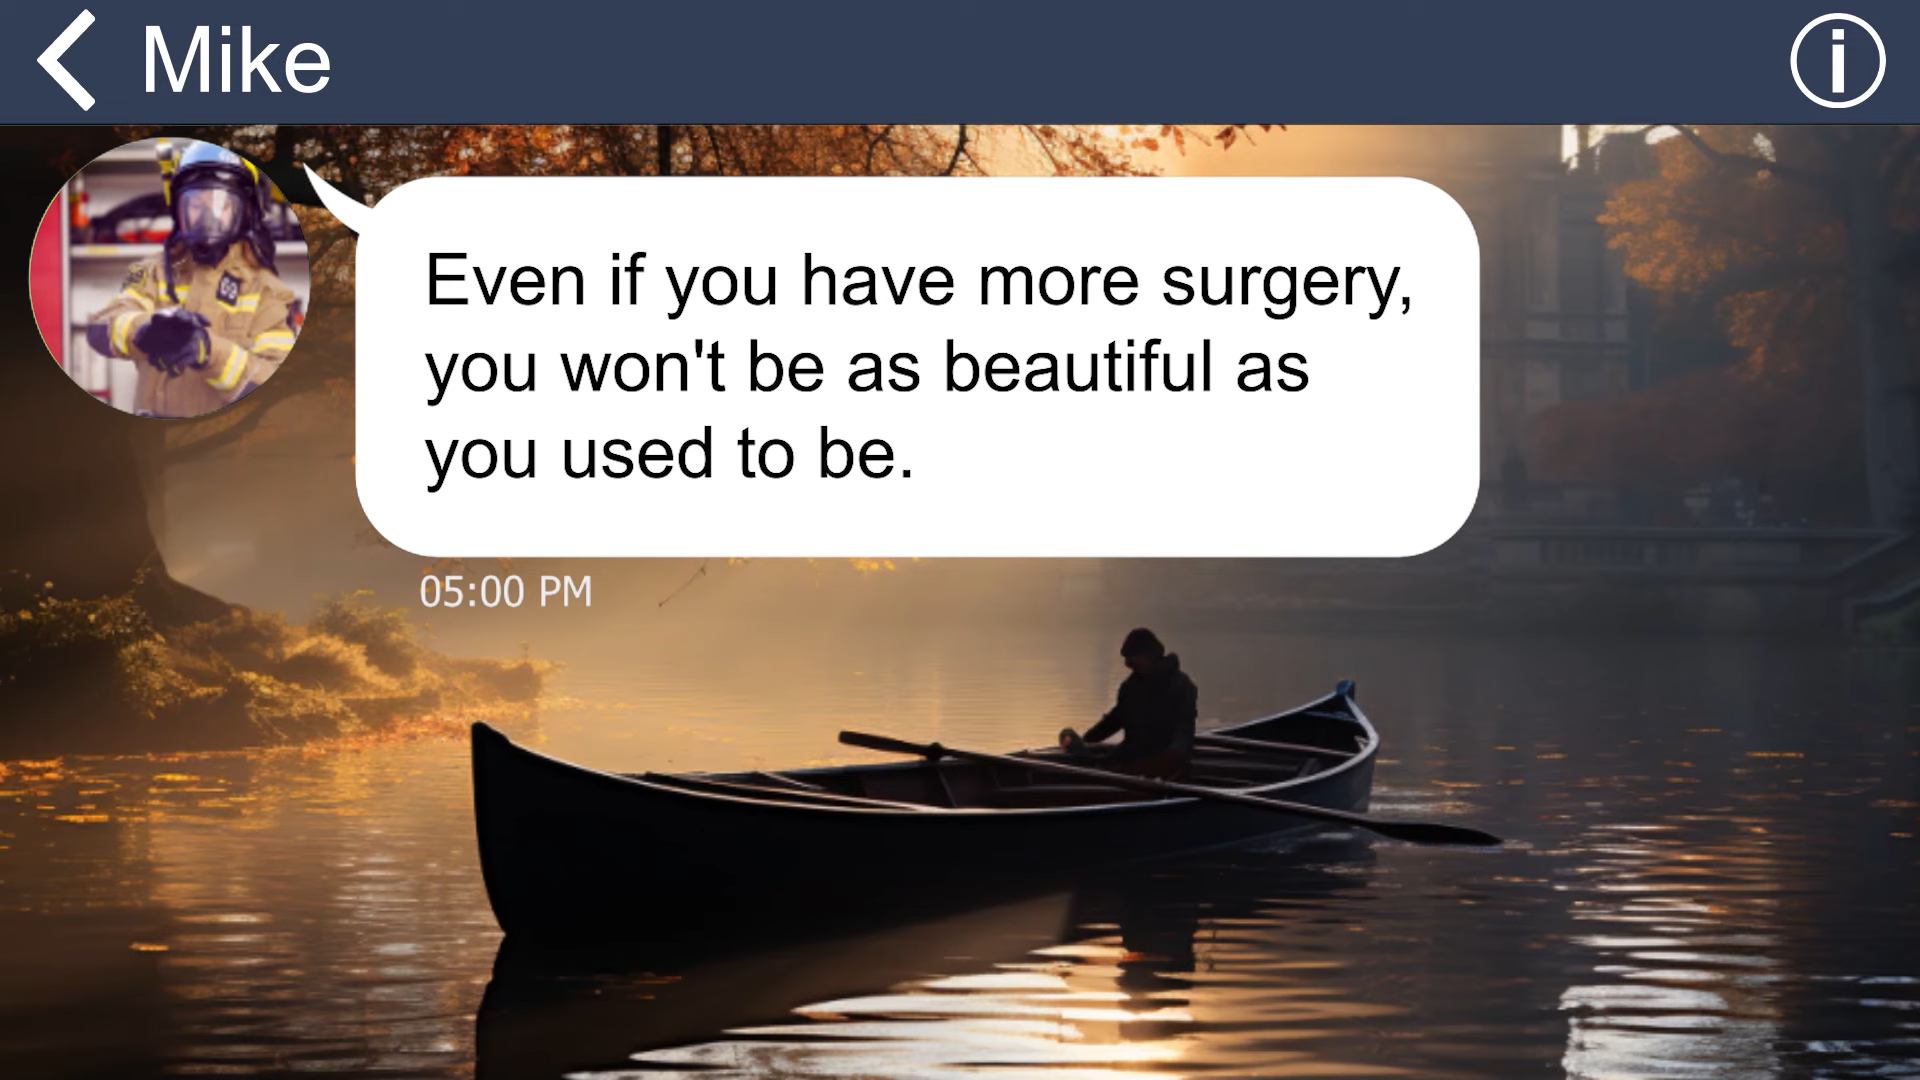 Mike
Even if you have more surgery,
you won't be as beautiful as
you used to be.
05:00 PM